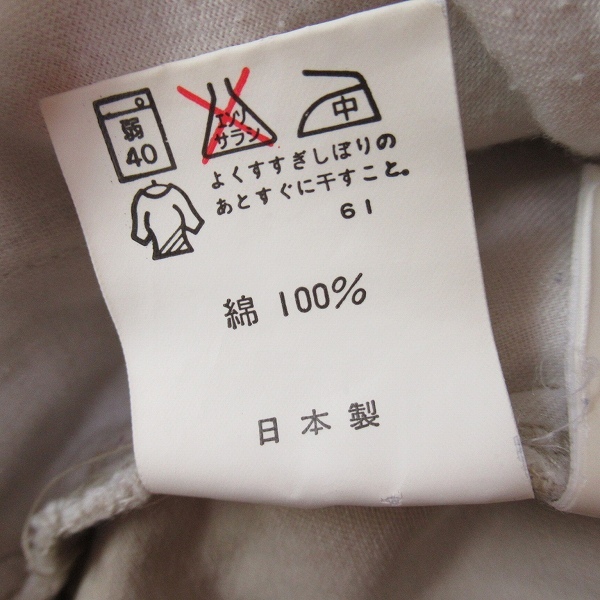 弱
40
エンソ
サラシ
中
よくすすぎしぼりの
あとすぐに干すこと。
61
綿 100%
日本製